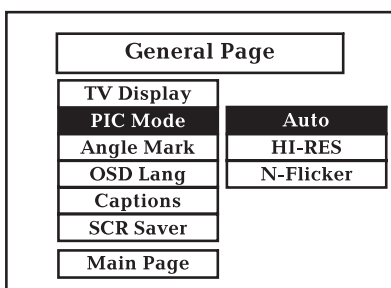 General Page
TV Display
PIC Mode Auto
Angle Mark HI-RES
OSD Lang N-Flicker
Captions
SCR Saver
Main Page